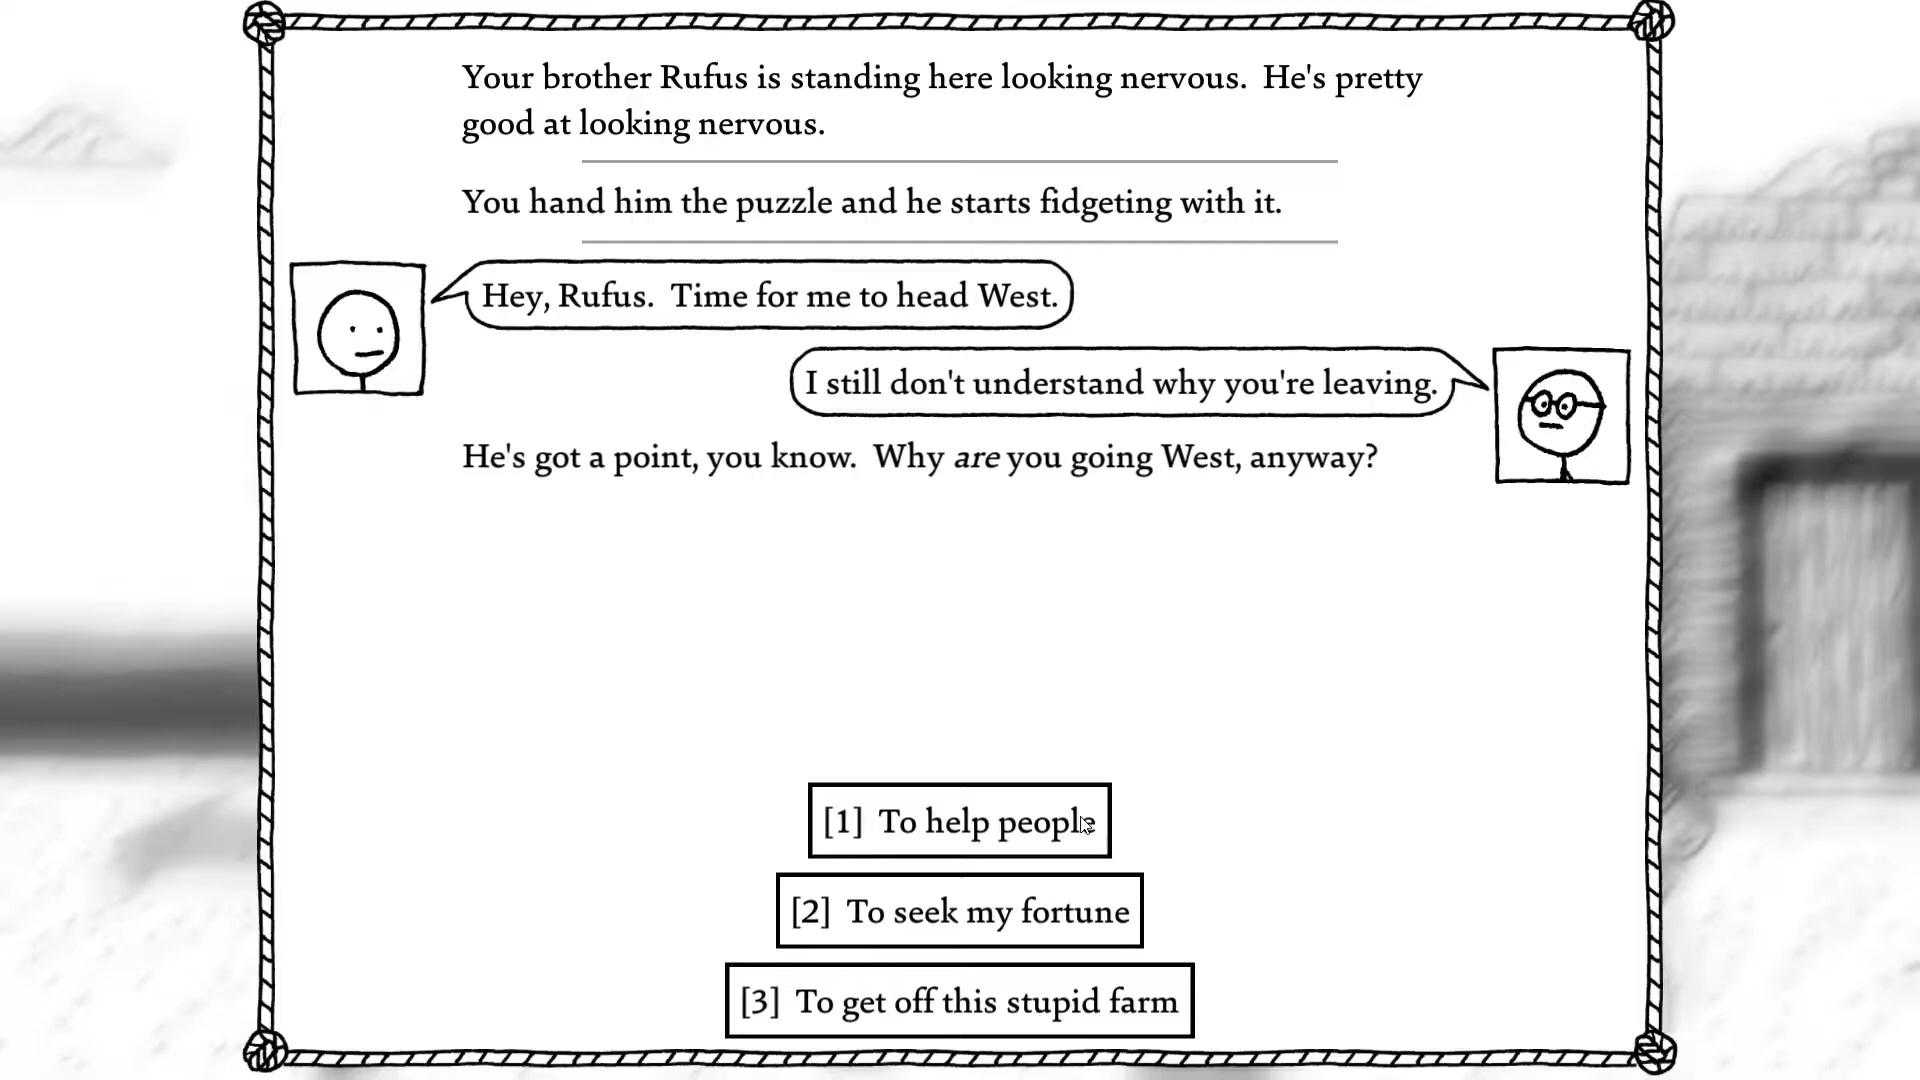 Your brother Rufus is standing here looking nervous.  He's pretty
good at looking nervous.
You hand him the puzzle and he starts fidgeting with it.
Hey, Rufus.  Time for me to head West.
I still don't understand why you're leaving.
He's got a point, you know.  Why are you going West, anyway?
[1]  To help people
[2]  To seek my fortune
[3]  To get off this stupid farm